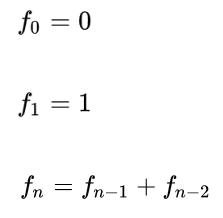 f₀ = 0
f₁ = 1
fₙ = fₙ₋₁ + fₙ₋₂